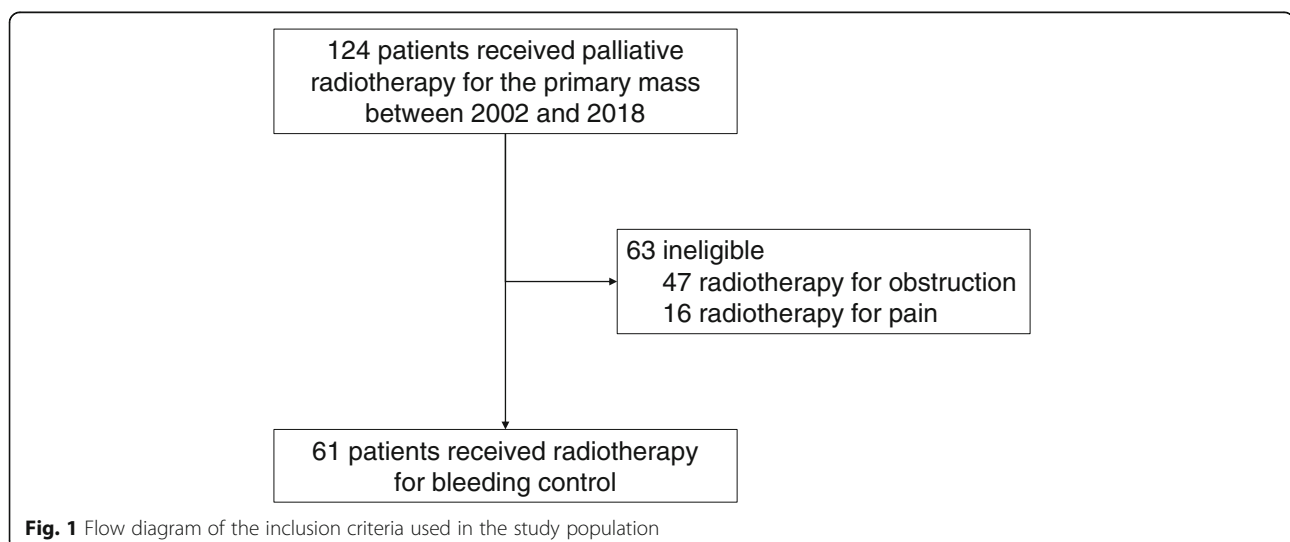 124 patients received palliative
radiotherapy for the primary mass
between 2002 and 2018
63 ineligible
47 radiotherapy for obstruction
16 radiotherapy for pain
61 patients received radiotherapy
for bleeding control
Fig. 1 Flow diagram of the inclusion criteria used in the study population